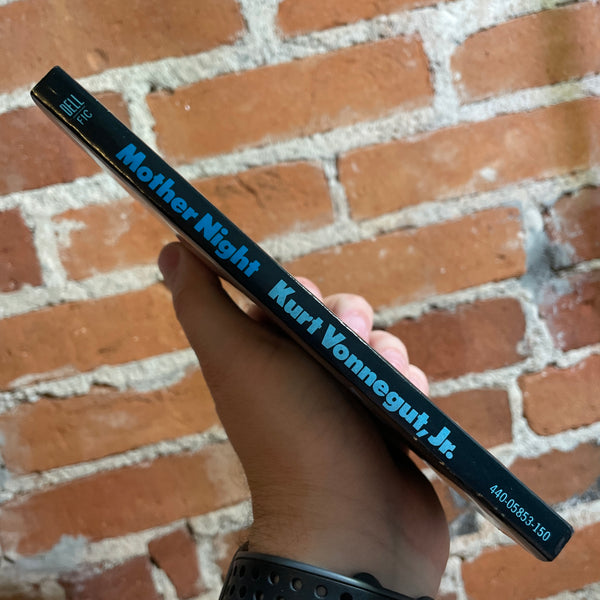 DELL
FIC
Mother Night Kurt Vonnegut, Jr.
440-05853-150